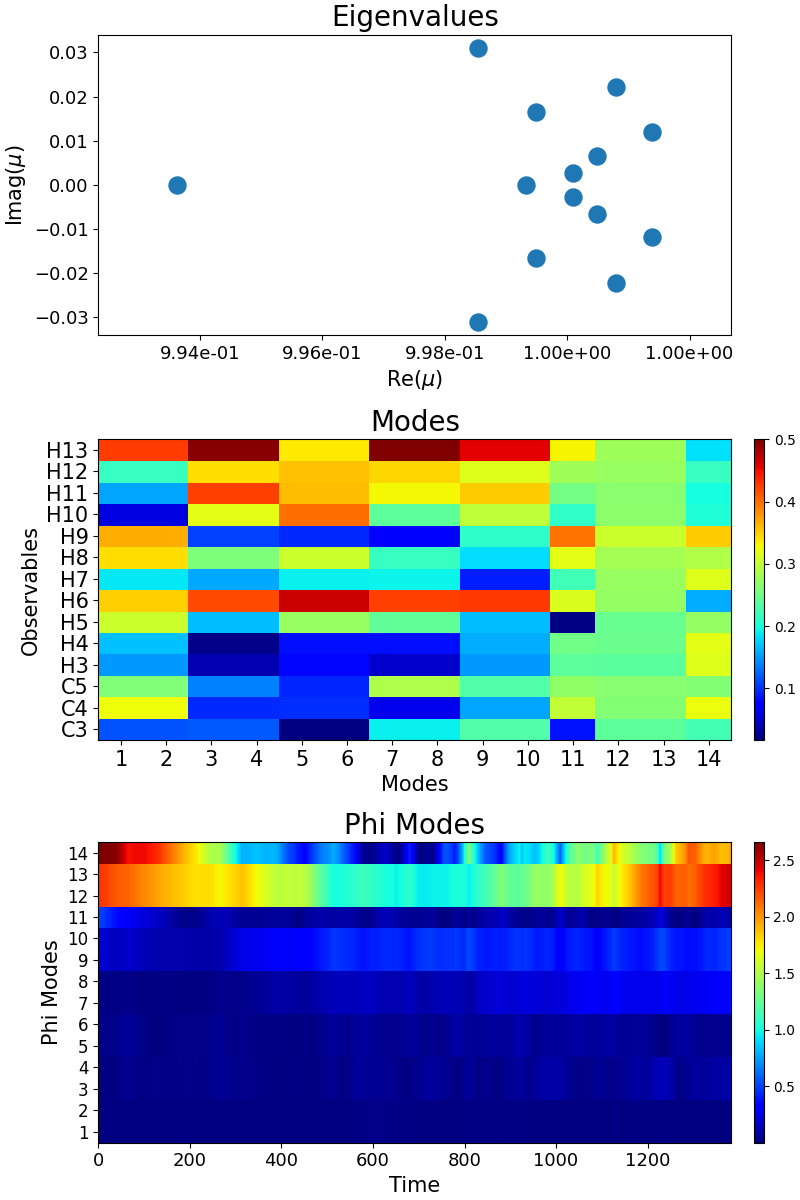 Eigenvalues
0.03
0.02
0.01
0.00
−0.01
−0.02
−0.03
Imag(μ)
9.94e-01 9.96e-01 9.98e-01 1.00e+00 1.00e+00
Re(μ)
Modes
H13
H12
H11
H10
H9
H8
H7
H6
H5
H4
H3
C5
C4
C3
Observables
1 2 3 4 5 6 7 8 9 10 11 12 13 14
Modes
0.5
0.4
0.3
0.2
0.1
Phi Modes
14
13
12
11
10
9
8
7
6
5
4
3
2
1
Phi Modes
0 200 400 600 800 1000 1200
Time
2.5
2.0
1.5
1.0
0.5